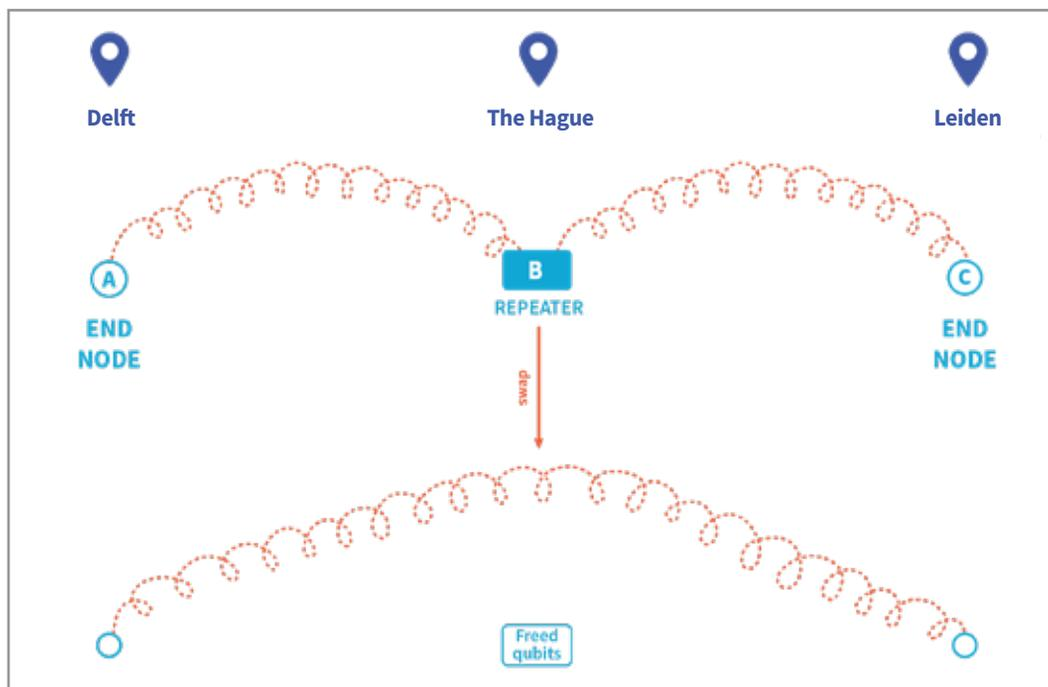 Delft
The Hague
Leiden
A
B
C
REPEATER
END
NODE
END
NODE
swap
Freed
qubits